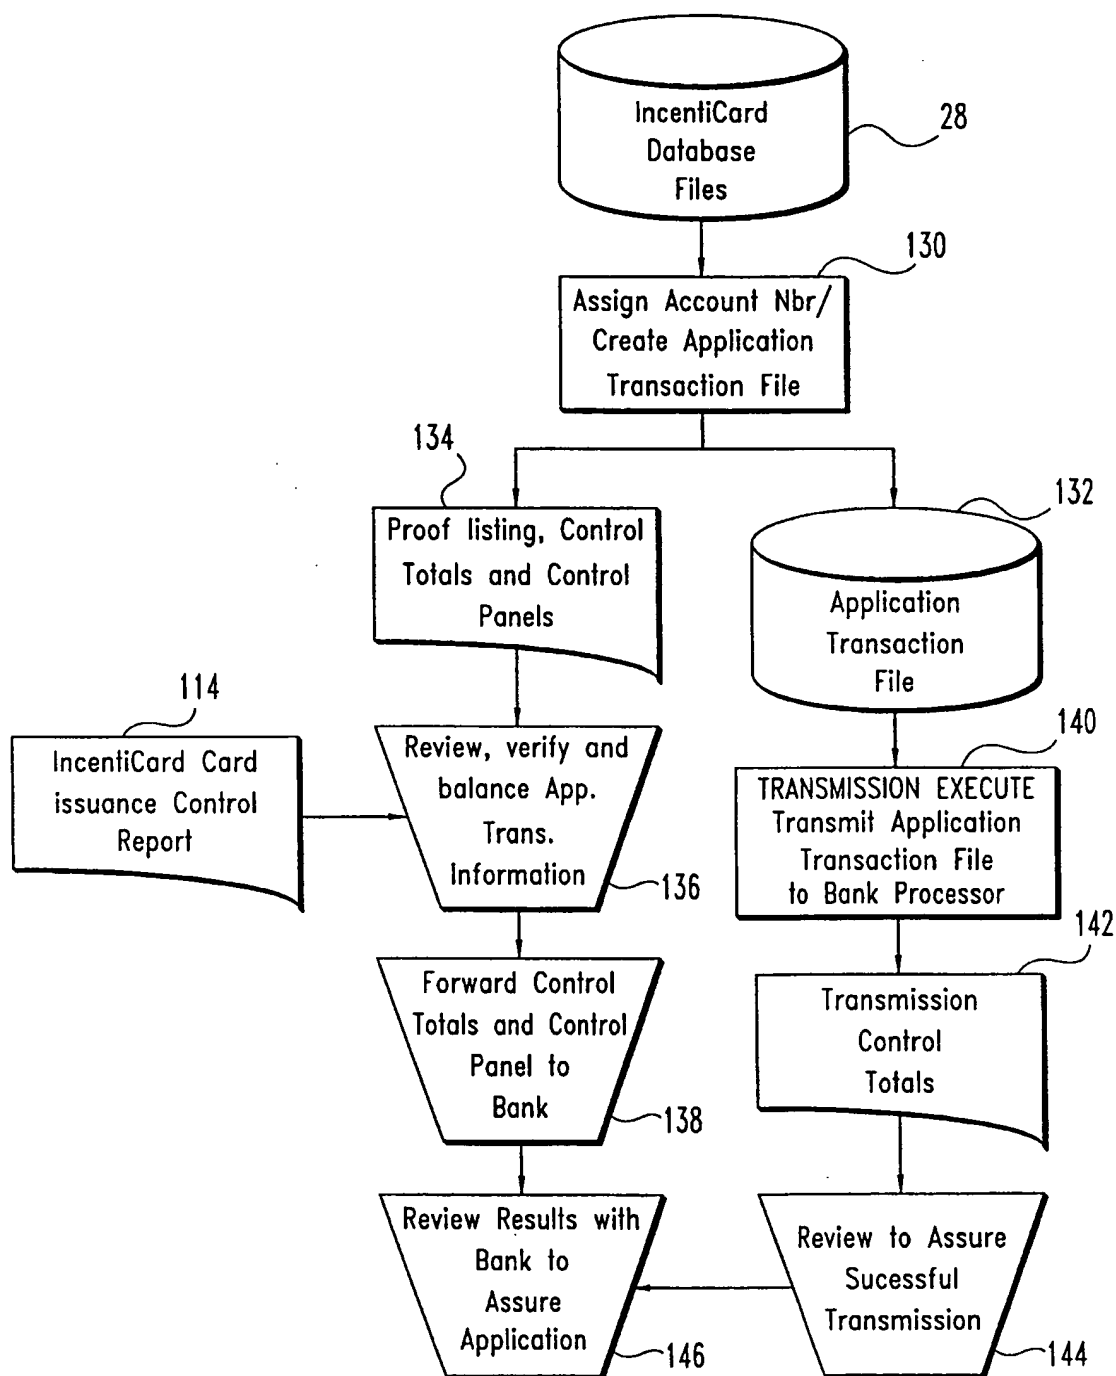 IncentiCard
Database
Files
28
130
Assign Account Nbr/
Create Application
Transaction File
134
Proof listing, Control
Totals and Control
Panels
132
Application
Transaction
File
114
IncentiCard Card
issuance Control
Report
Review, verify and
balance App.
Trans.
Information
136
140
TRANSMISSION EXECUTE
Transmit Application
Transaction File
to Bank Processor
Forward Control
Totals and Control
Panel to
Bank
138
142
Transmission
Control
Totals
Review Results with
Bank to
Assure
Application
146
Review to Assure
Sucessful
Transmission
144